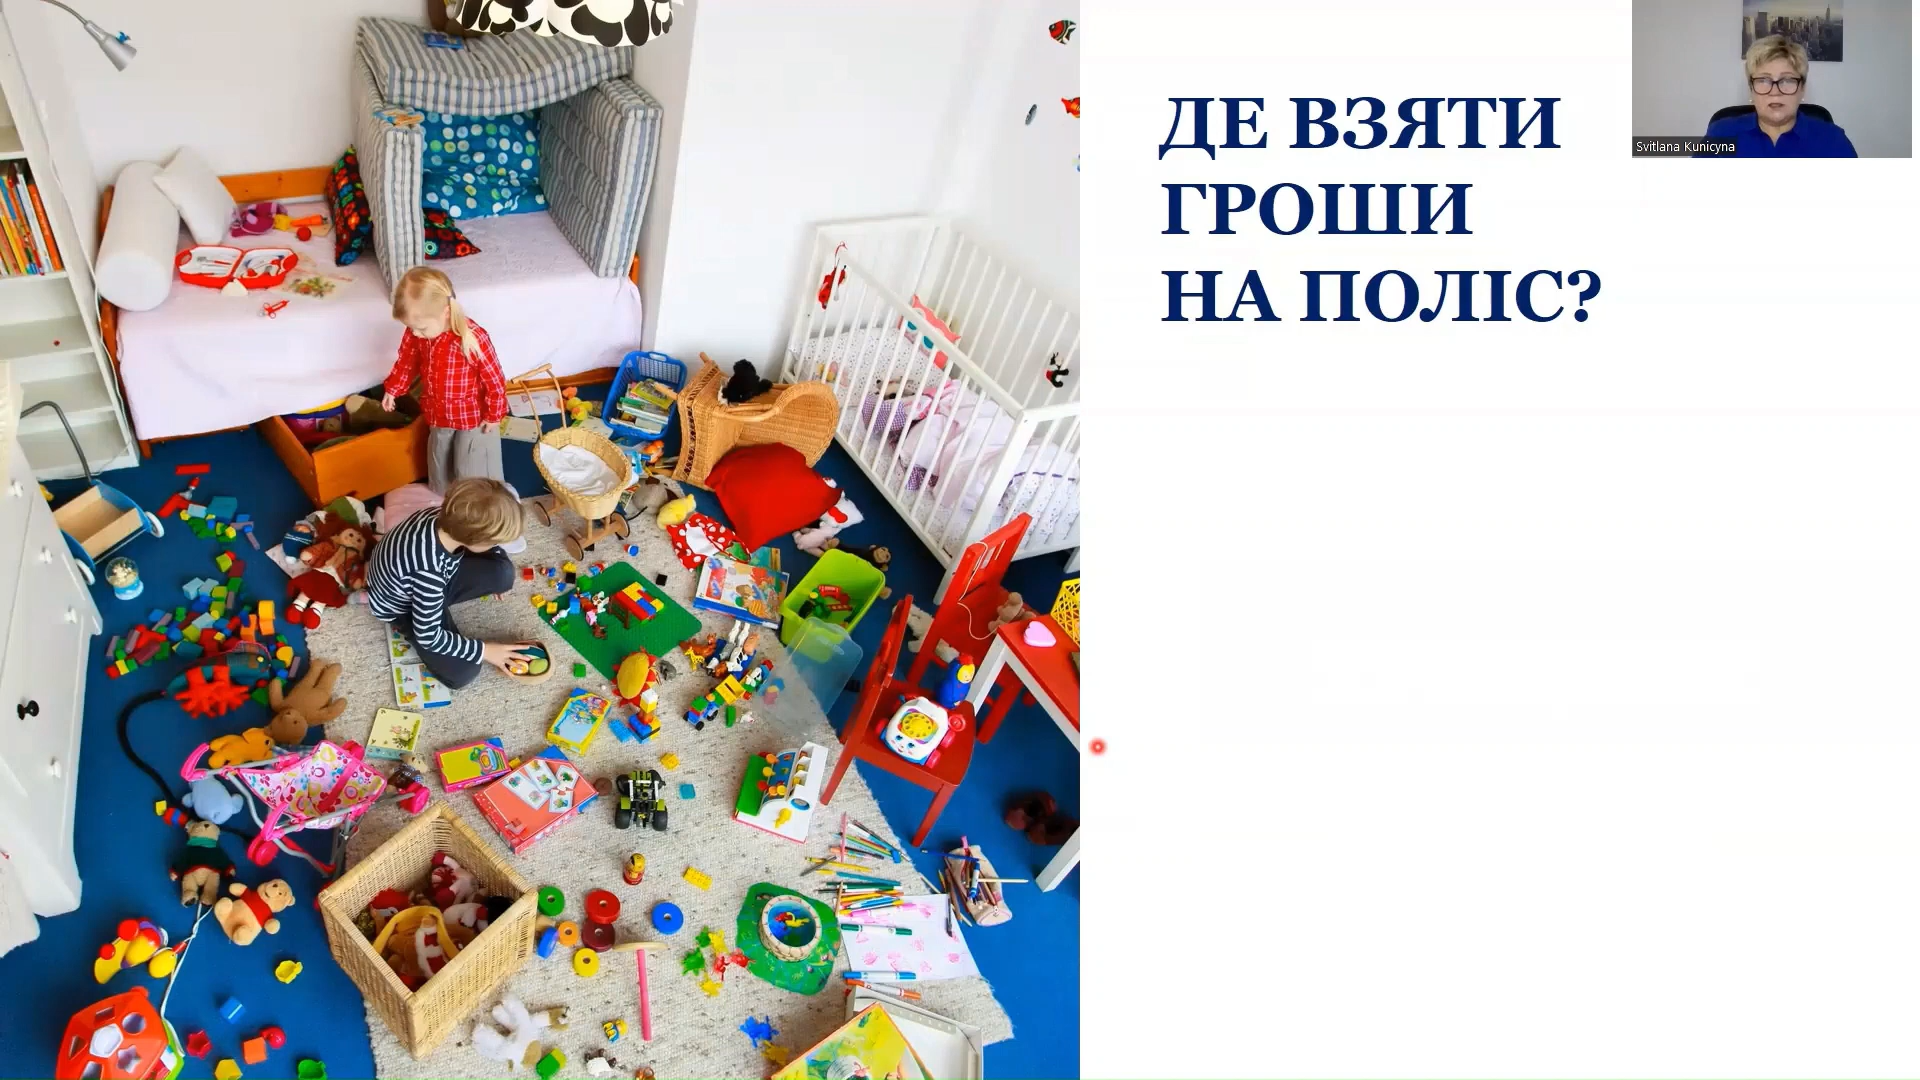 ДЕ ВЗЯТИ
ГРОШИ
НА ПОЛІС?
Svitlana Kunicyna